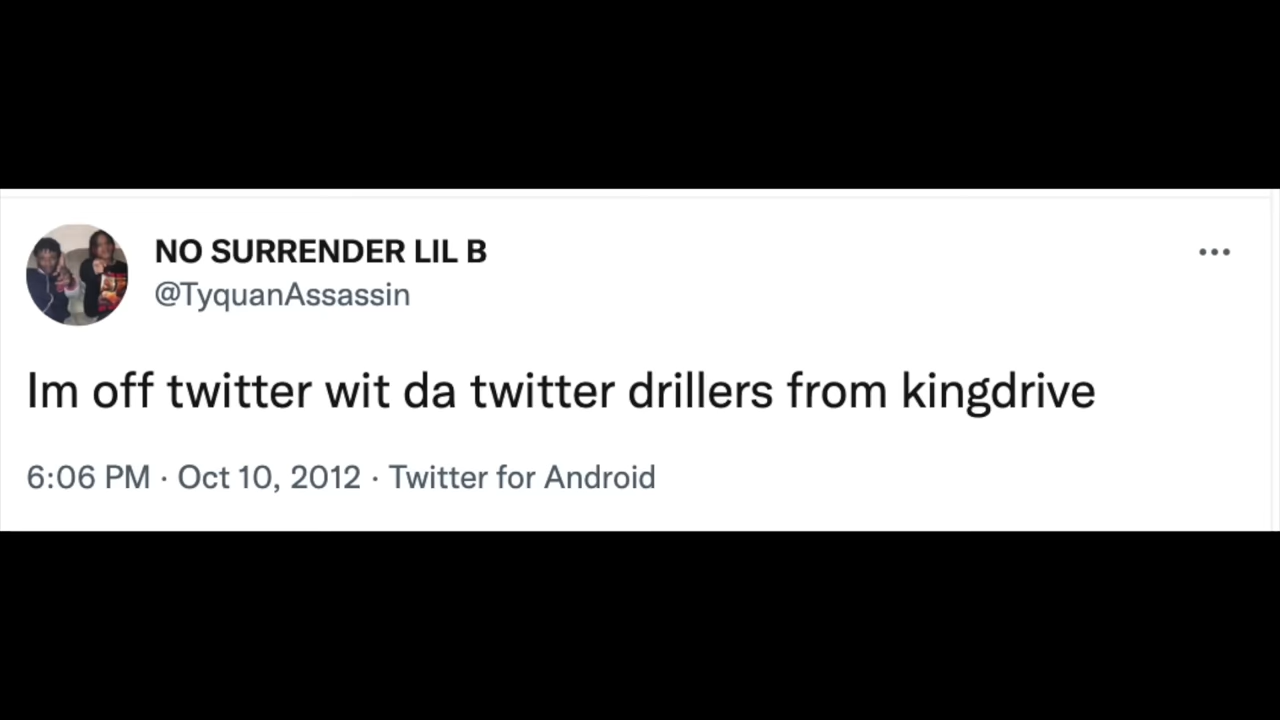 NO SURRENDER LIL B
@TyquanAssassin
Im off twitter wit da twitter drillers from kingdrive
6:06 PM · Oct 10, 2012 · Twitter for Android